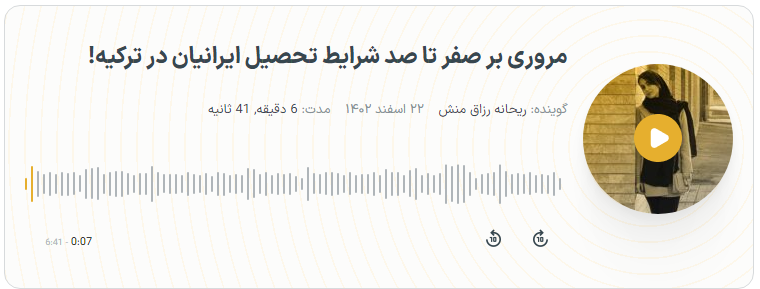 مروری بر صفر تا صد شرایط تحصیل ایرانیان در ترکیه!
گوینده: ریحانه رزاق منش ۲۲ اسفند ۱۴۰۲ مدت: 6 دقیقه, 41 ثانیه
6:41 - 0:07
10 10